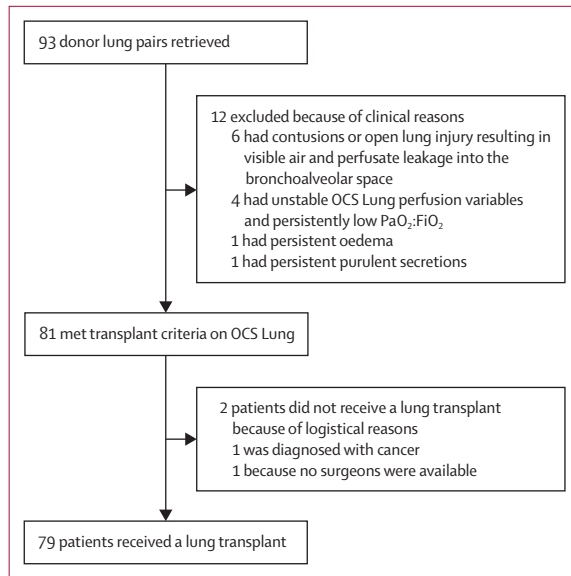 93 donor lung pairs retrieved
12 excluded because of clinical reasons
6 had contusions or open lung injury resulting in
visible air and perfusate leakage into the
bronchoalveolar space
4 had unstable OCS Lung perfusion variables
and persistently low PaO₂:FiO₂
1 had persistent oedema
1 had persistent purulent secretions
81 met transplant criteria on OCS Lung
2 patients did not receive a lung transplant
because of logistical reasons
1 was diagnosed with cancer
1 because no surgeons were available
79 patients received a lung transplant